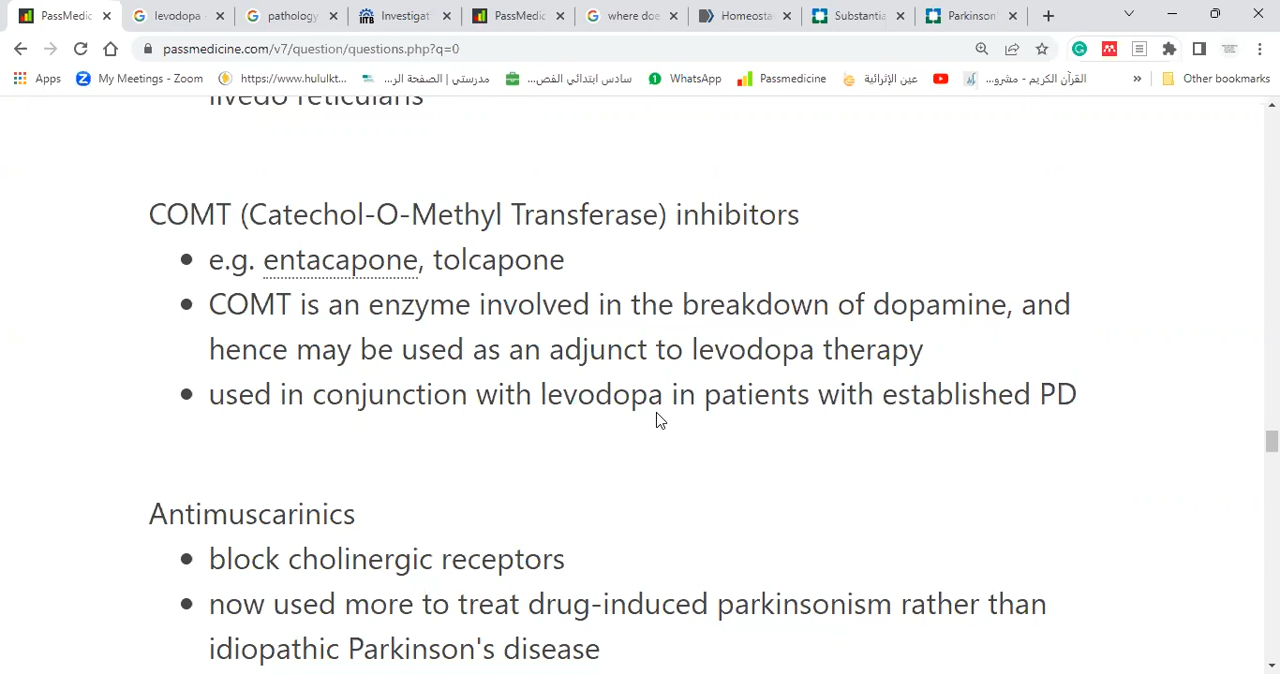 PassMedic
levodopa
pathology
Investigat
PassMedic
where doe
Homeosta
Substantia
Parkinson
passmedicine.com/v7/question/questions.php?q=0
Apps
My Meetings - Zoom
https://www.hululkt...
مدرستي | الصفحة الر...
سادس ابتدائي الفص...
WhatsApp
Passmedicine
عين الإثرائية
القرآن الكريم - مشرو...
»
Other bookmarks
livedo reticularis
COMT (Catechol-O-Methyl Transferase) inhibitors
e.g. entacapone, tolcapone
COMT is an enzyme involved in the breakdown of dopamine, and
hence may be used as an adjunct to levodopa therapy
used in conjunction with levodopa in patients with established PD
Antimuscarinics
block cholinergic receptors
now used more to treat drug-induced parkinsonism rather than
idiopathic Parkinson's disease